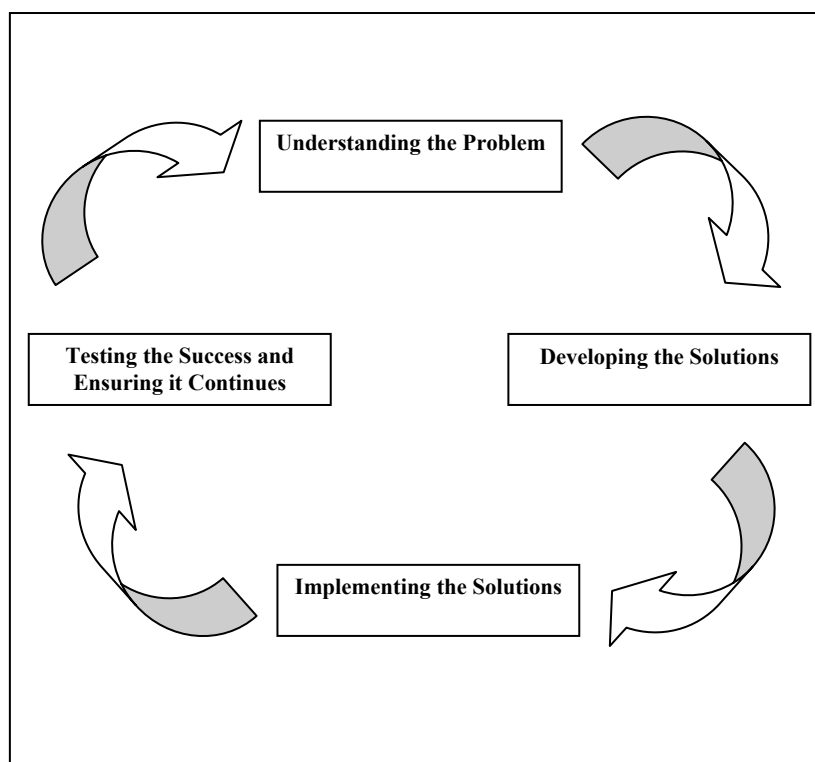 Understanding the Problem
Testing the Success and
Ensuring it Continues
Developing the Solutions
Implementing the Solutions